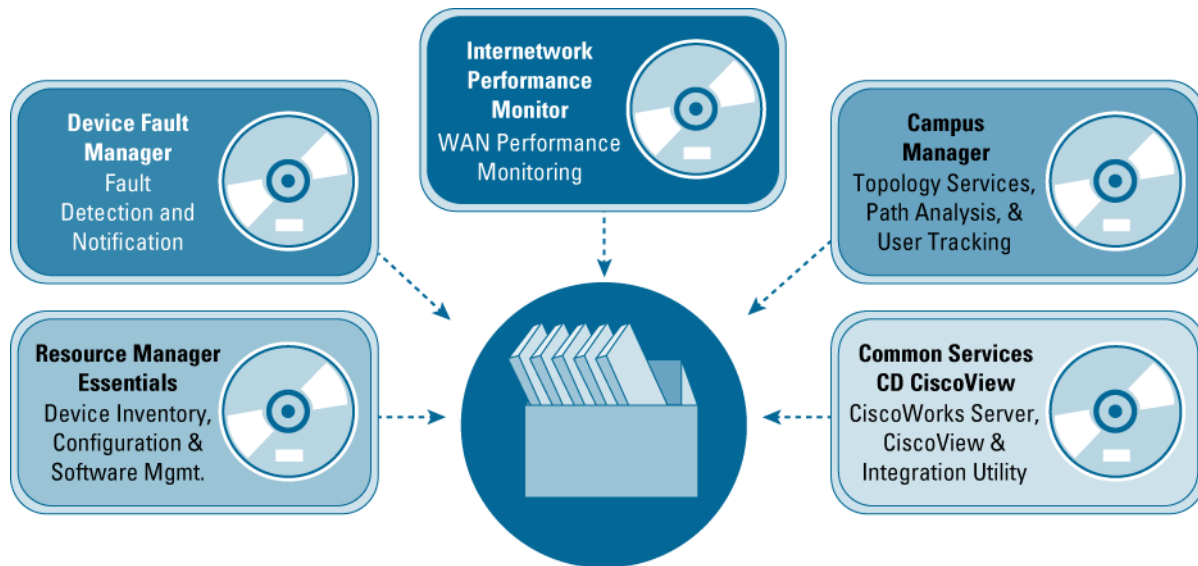 Internetwork
Performance
Monitor
WAN Performance
Monitoring
Device Fault
Manager
Fault
Detection and
Notification
Campus
Manager
Topology Services,
Path Analysis, &
User Tracking
Resource Manager
Essentials
Device Inventory,
Configuration &
Software Mgmt.
Common Services
CD CiscoView
CiscoWorks Server,
CiscoView &
Integration Utility